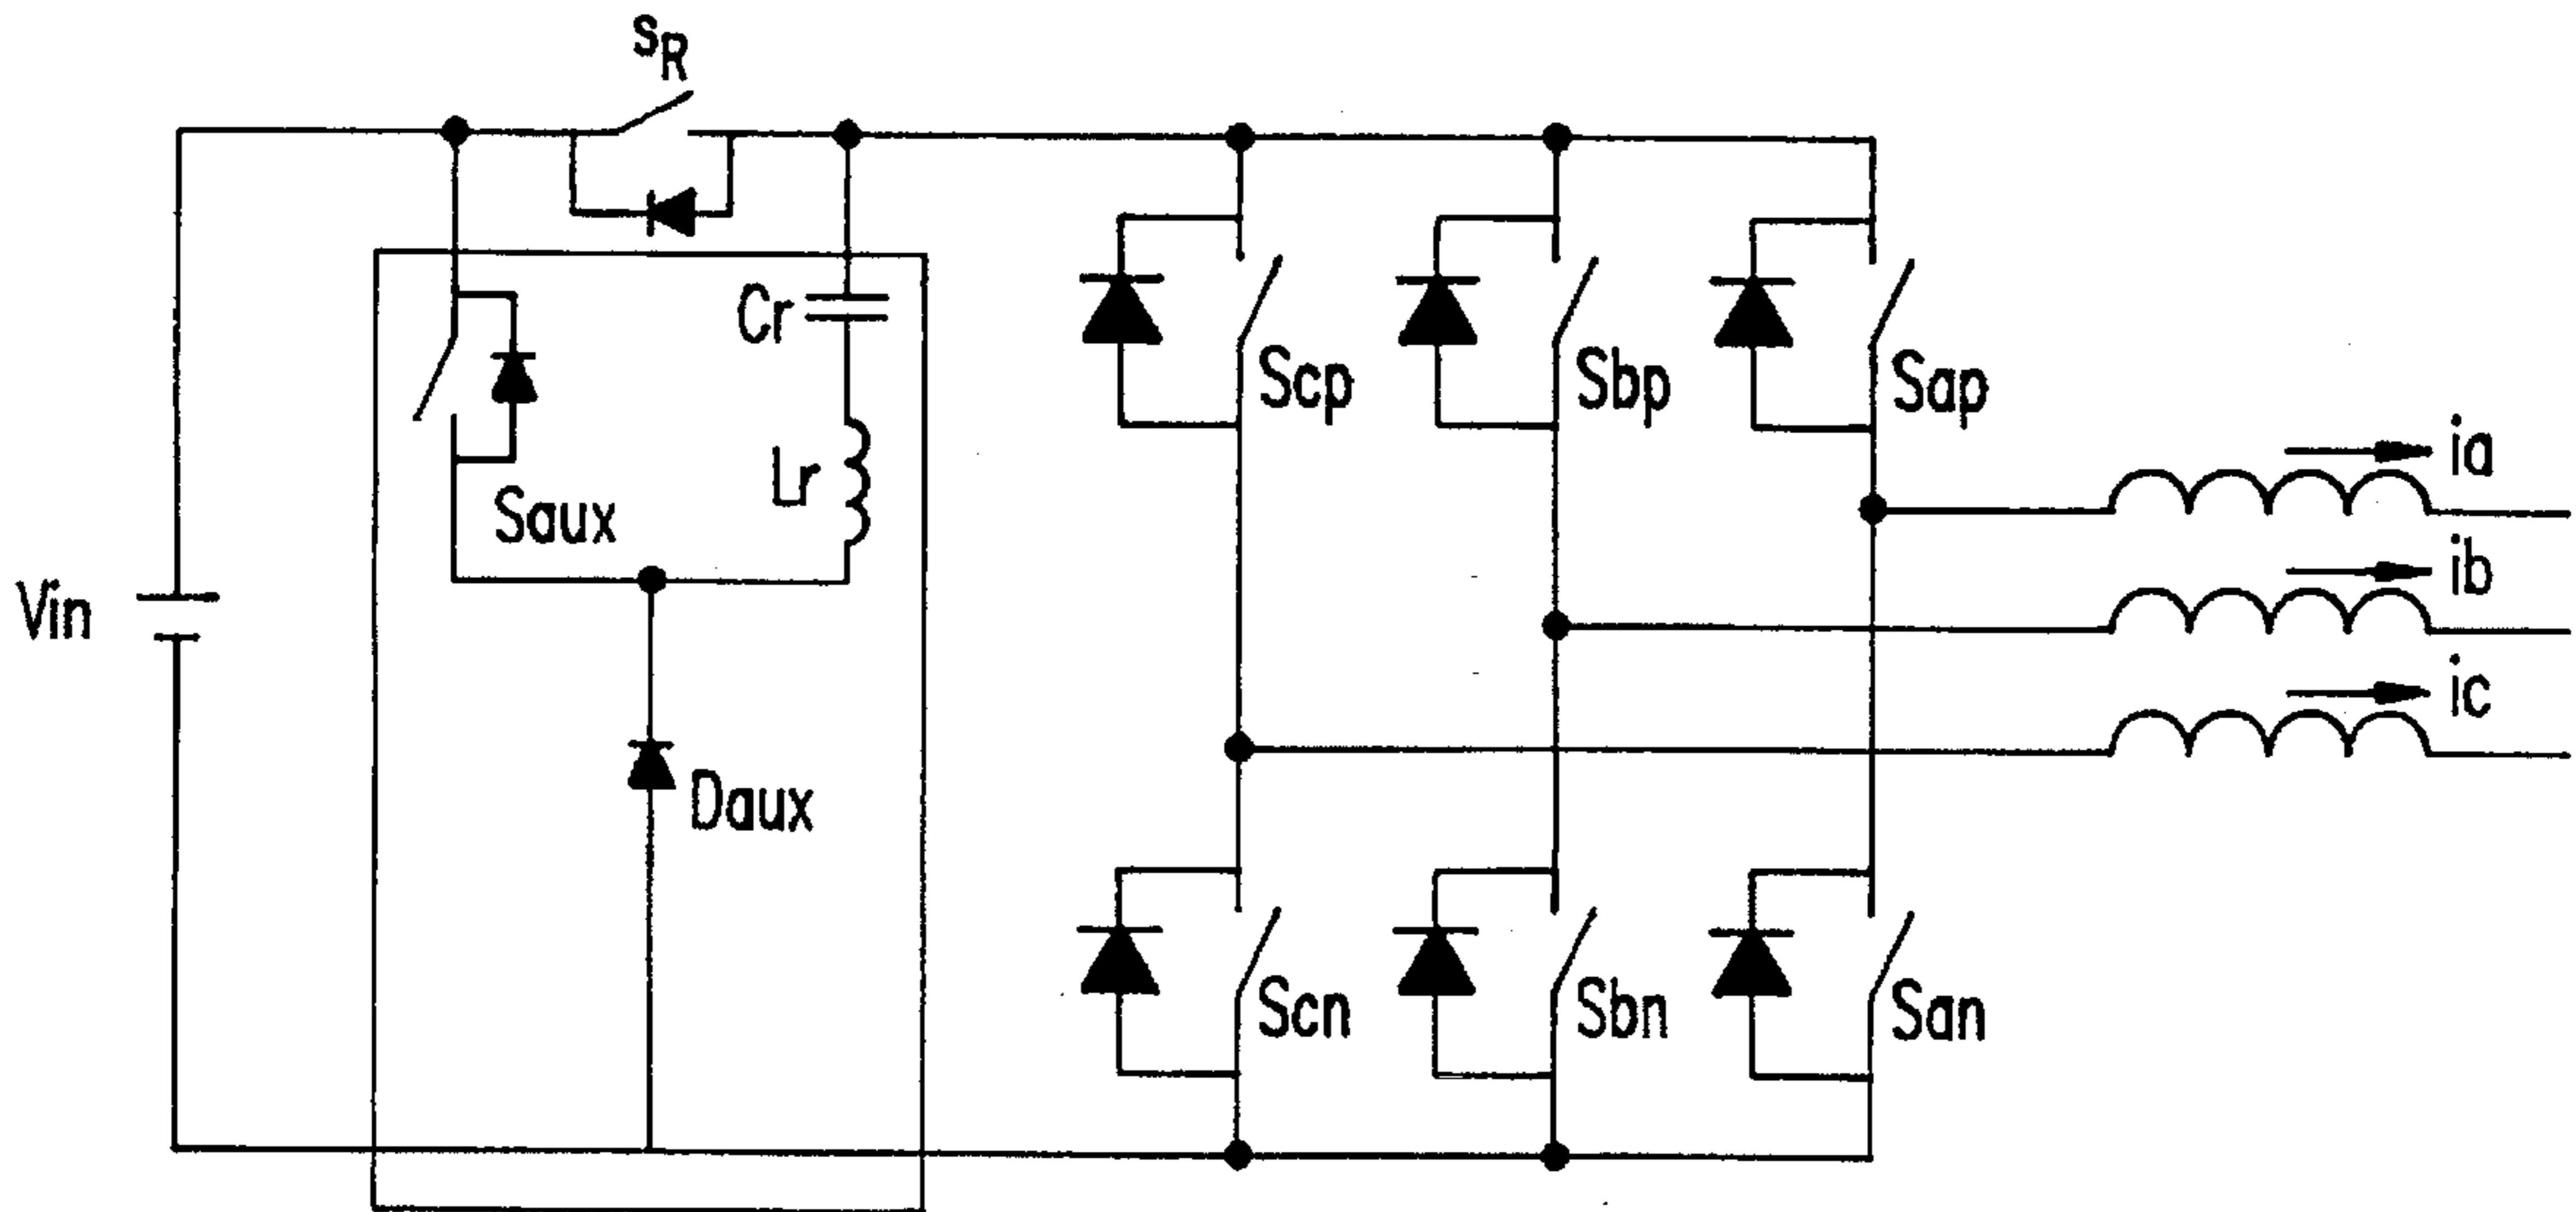 sR
Cr
Scp
Sbp
Sap
ia
Lr
Saux
ib
Vin
ic
Daux
Scn
Sbn
San